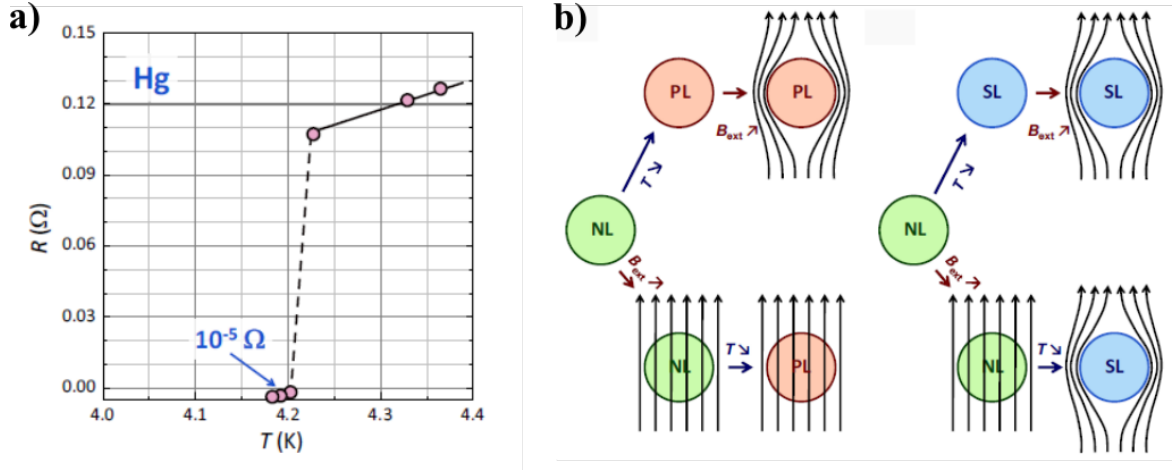 a)
0.15
0.12
0.09
0.06
0.03
0.00
R (Ω)
Hg
10⁻⁵ Ω
4.0 4.1 4.2 4.3 4.4
T (K)
b)
PL
PL
Bext ↗
T ↘
NL
Bext ↗
NL
T ↘
PL
SL
SL
Bext ↗
T ↘
NL
Bext ↗
NL
T ↘
SL